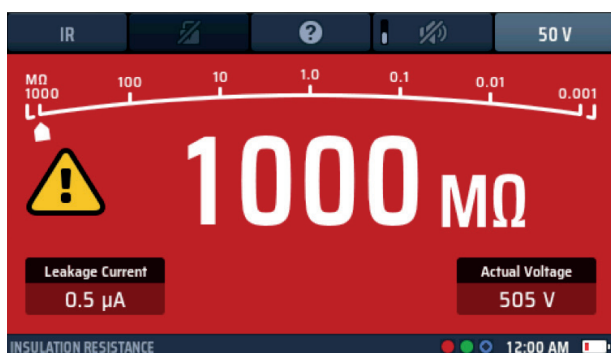 IR
?
50 V
MΩ
1000 100 10 1.0 0.1 0.01 0.001
!
1000 MΩ
Leakage Current
0.5 µA
Actual Voltage
505 V
INSULATION RESISTANCE 12:00 AM